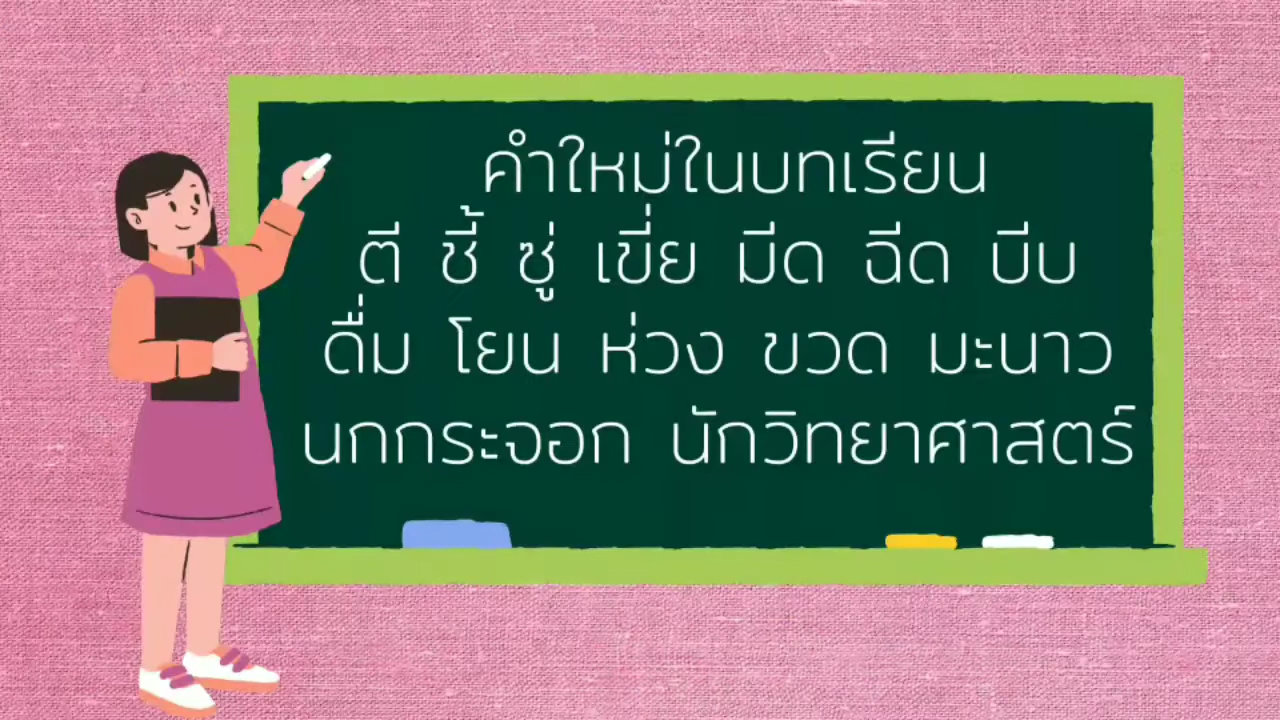 คำใหม่ในบทเรียน
ตี ชี้ ซู่ เขี่ย มีด ฉีด บีบ
ดื่ม โยน ห่วง ขวด มะนาว
นกกระจอก นักวิทยาศาสตร์